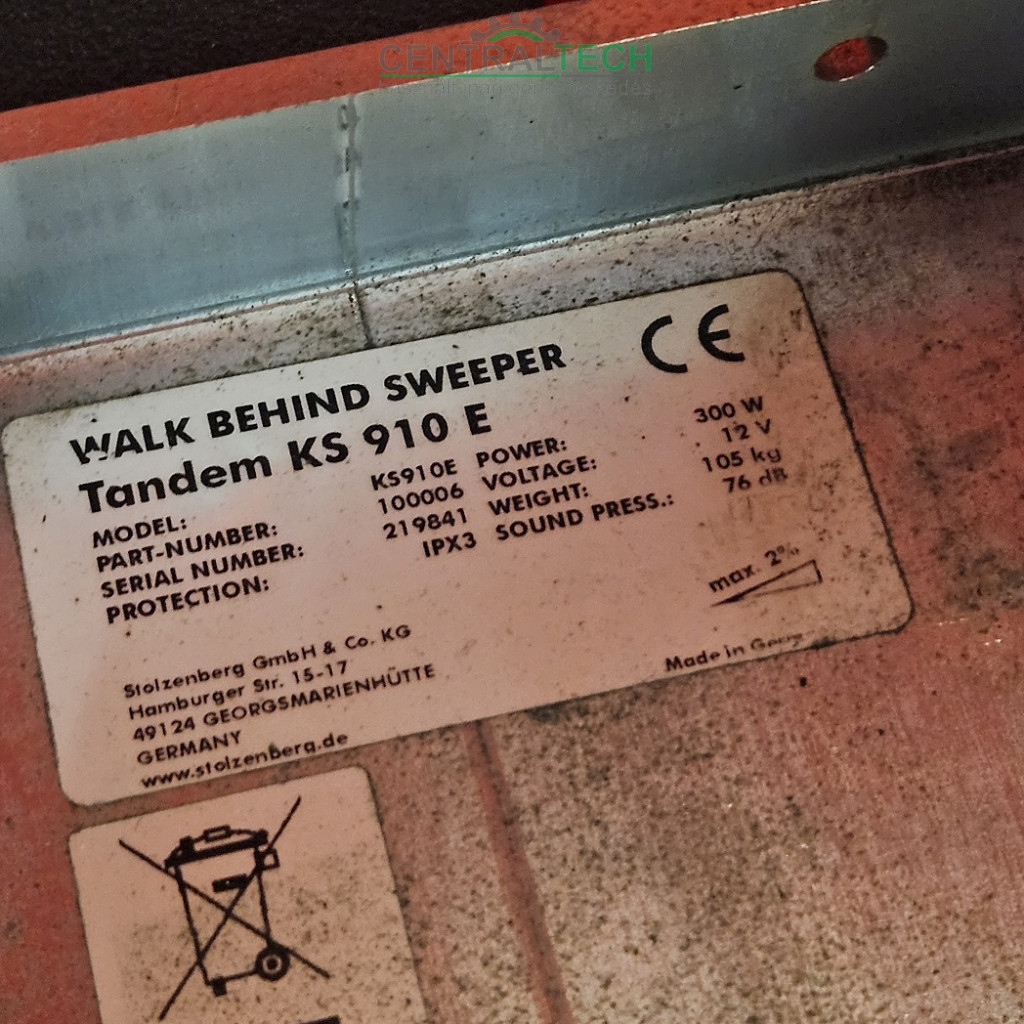 CENTRALTECH
WALK BEHIND SWEEPER CE
Tandem KS 910 E
MODEL: KS910E POWER: 300 W
PART-NUMBER: 100006 VOLTAGE: 12 V
SERIAL NUMBER: 219841 WEIGHT: 105 kg
PROTECTION: IPX3 SOUND PRESS.: 76 dB
max. 2%
Stolzenberg GmbH & Co. KG
Hamburger Str. 15-17
49124 GEORGSMARIENHÜTTE
GERMANY
www.stolzenberg.de
Made in